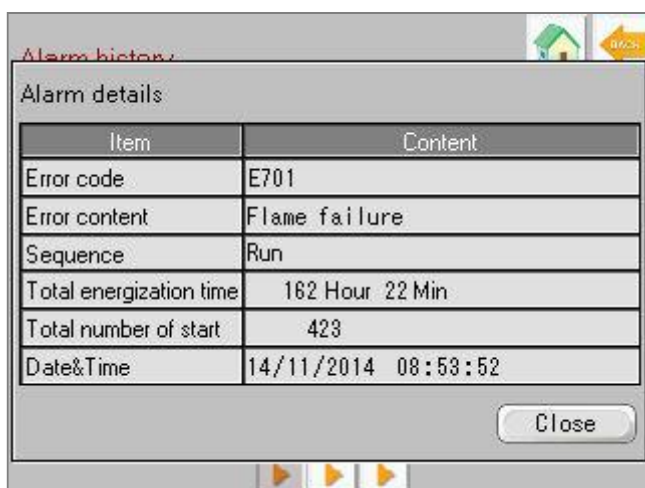 Alarm history
BACK
Alarm details
Item Content
Error code E701
Error content Flame failure
Sequence Run
Total energization time 162 Hour 22 Min
Total number of start 423
Date&Time 14/11/2014 08:53:52
Close